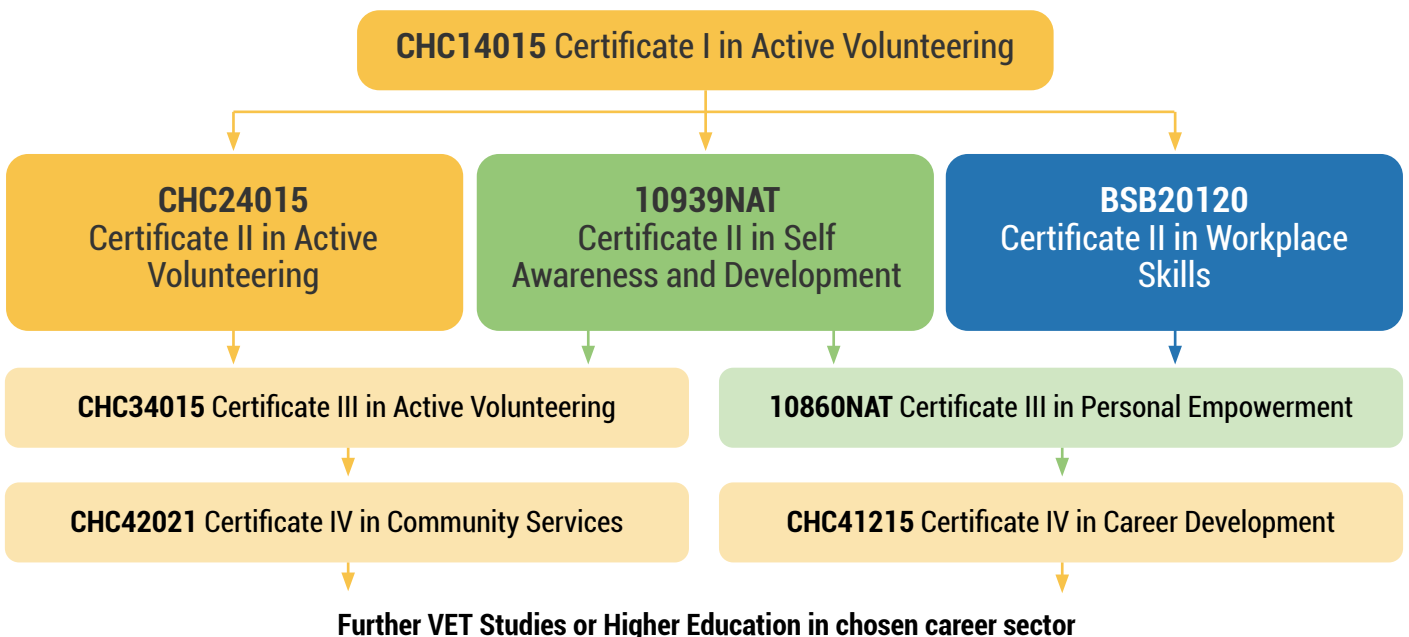 CHC14015 Certificate I in Active Volunteering
CHC24015
Certificate II in Active
Volunteering
10939NAT
Certificate II in Self
Awareness and Development
BSB20120
Certificate II in Workplace
Skills
CHC34015 Certificate III in Active Volunteering
10860NAT Certificate III in Personal Empowerment
CHC42021 Certificate IV in Community Services
CHC41215 Certificate IV in Career Development
Further VET Studies or Higher Education in chosen career sector